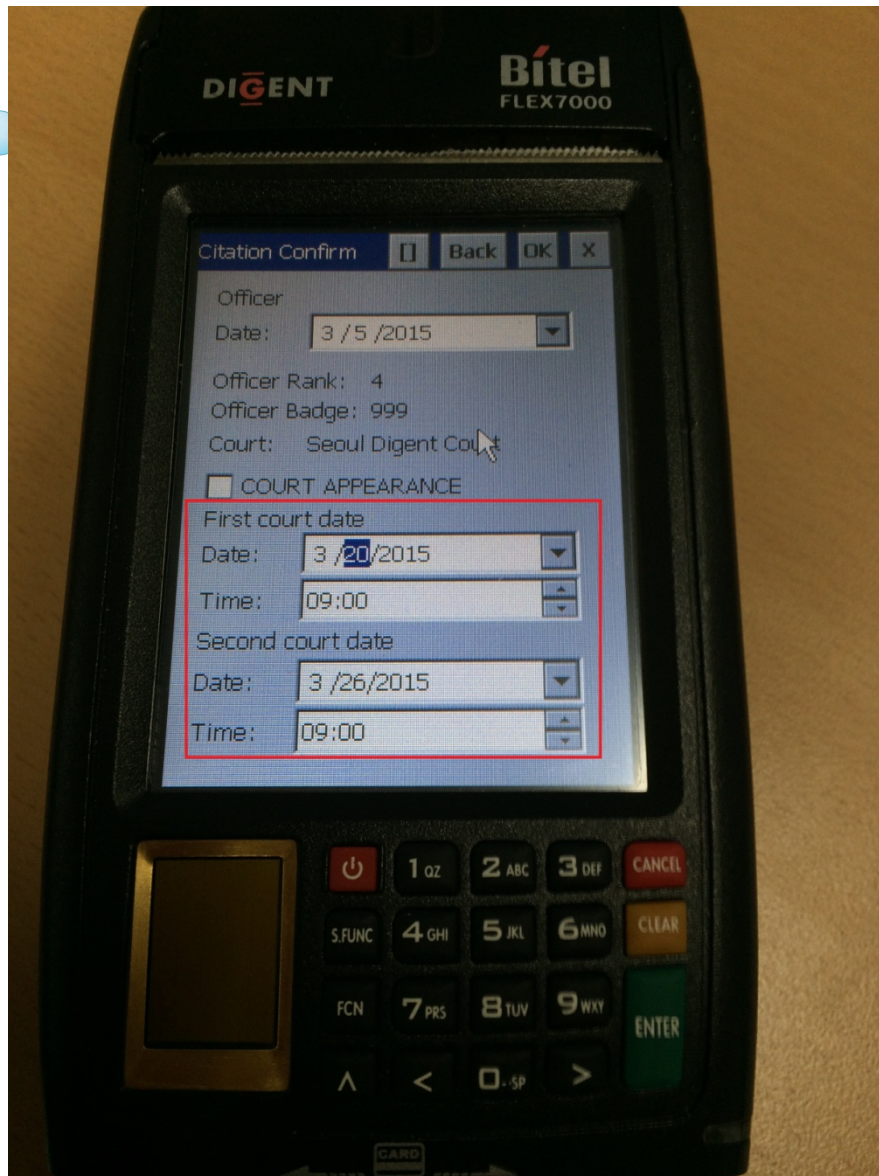 DIGENT
Bitel
FLEX7000
Citation Confirm [] Back OK X
Officer
Date: 3 /5 /2015
Officer Rank: 4
Officer Badge: 999
Court: Seoul Digent Court
COURT APPEARANCE
First court date
Date: 3 /20/2015
Time: 09:00
Second court date
Date: 3 /26/2015
Time: 09:00
1 QZ 2 ABC 3 DEF CANCEL
S.FUNC 4 GHI 5 JKL 6 MNO CLEAR
FCN 7 PRS 8 TUV 9 WXY ENTER
< 0 -SP >
CARD